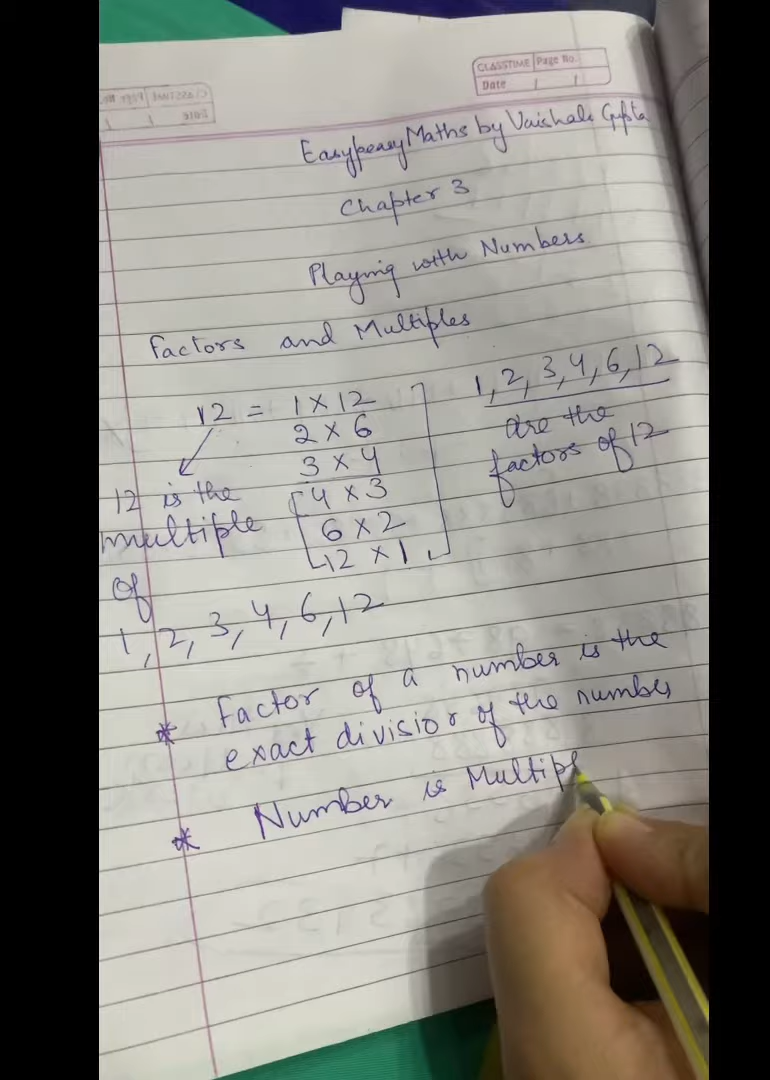 CLASSTIME Page No.
Date / /
Easypeasy Maths by Vaishali Gupta
Chapter 3
Playing with Numbers
Factors and Multiples
12 = 1 × 12
2 × 6
3 × 4
4 × 3
6 × 2
12 × 1
1, 2, 3, 4, 6, 12
are the
factors of 12
12 is the
multiple
of
1, 2, 3, 4, 6, 12
* Factor of a number is the
exact divisior of the number
* Number is Multiple